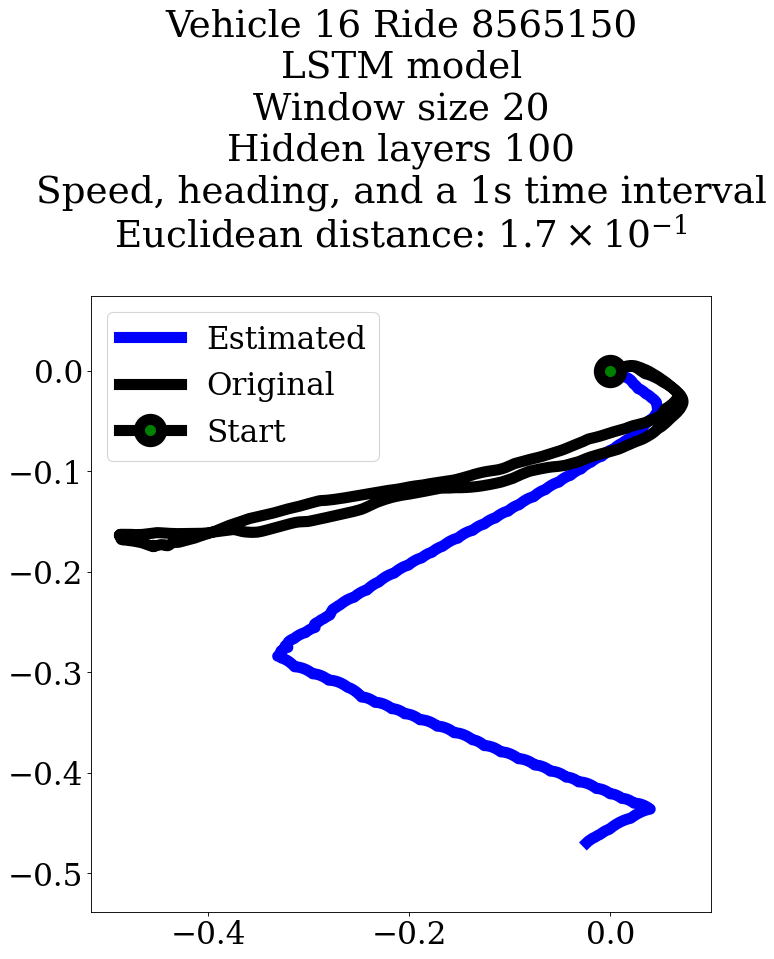 Vehicle 16 Ride 8565150
LSTM model
Window size 20
Hidden layers 100
Speed, heading, and a 1s time interval
Euclidean distance: 1.7 × 10⁻¹
Estimated
Original
Start
0.0
−0.1
−0.2
−0.3
−0.4
−0.5
−0.4 −0.2 0.0